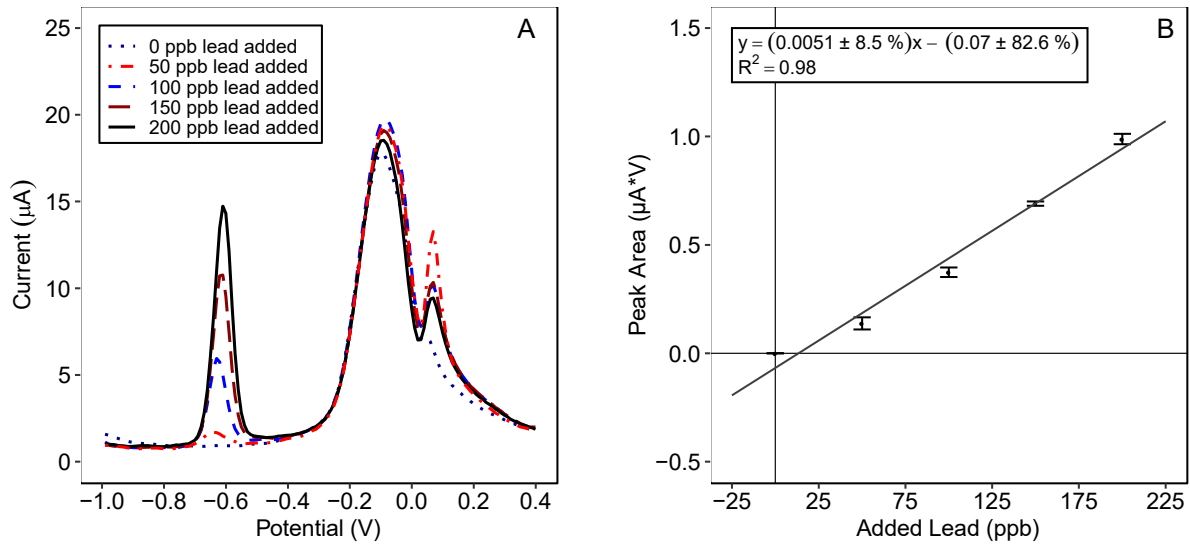 A
0 ppb lead added
50 ppb lead added
100 ppb lead added
150 ppb lead added
200 ppb lead added
25
20
15
10
5
0
Current (μA)
−1.0 −0.8 −0.6 −0.4 −0.2 0.0 0.2 0.4
Potential (V)
B
y = (0.0051 ± 8.5 %)x − (0.07 ± 82.6 %)
R² = 0.98
1.5
1.0
0.5
0.0
−0.5
Peak Area (μA*V)
−25 25 75 125 175 225
Added Lead (ppb)